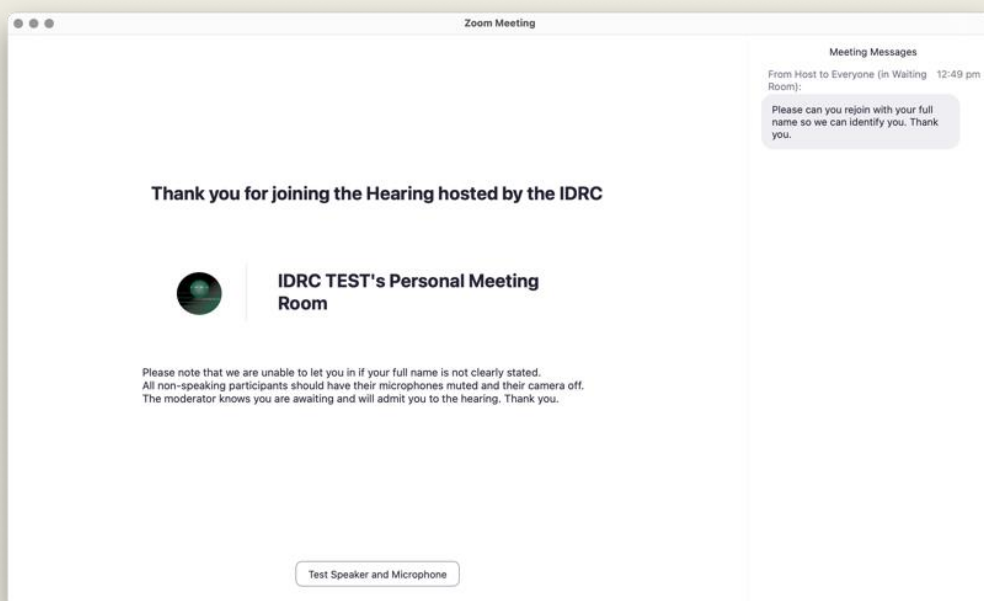 Zoom Meeting
Thank you for joining the Hearing hosted by the IDRC
IDRC TEST's Personal Meeting
Room
Please note that we are unable to let you in if your full name is not clearly stated.
All non-speaking participants should have their microphones muted and their camera off.
The moderator knows you are awaiting and will admit you to the hearing. Thank you.
Test Speaker and Microphone
Meeting Messages
From Host to Everyone (in Waiting 12:49 pm
Room):
Please can you rejoin with your full
name so we can identify you. Thank
you.